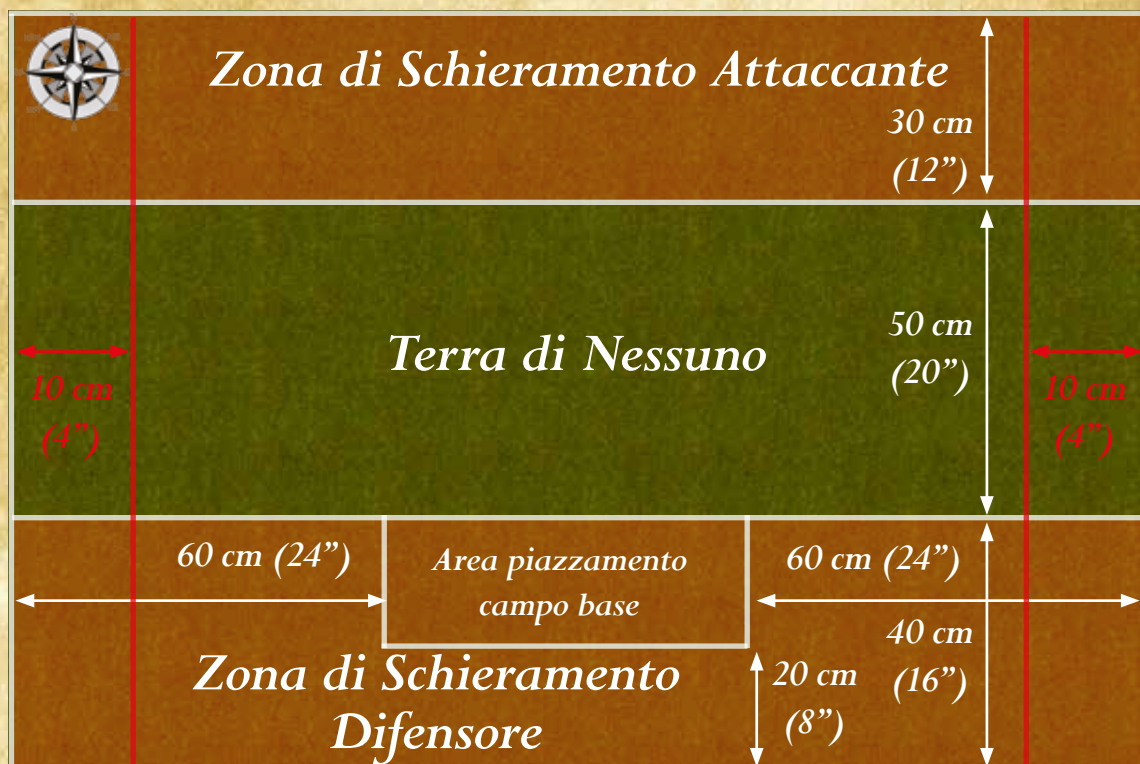 Zona di Schieramento Attaccante
30 cm
(12”)
50 cm
(20”)
Terra di Nessuno
10 cm
(4”)
10 cm
(4”)
60 cm (24”)
Area piazzamento
campo base
60 cm (24”)
40 cm
(16”)
Zona di Schieramento
Difensore
20 cm
(8”)